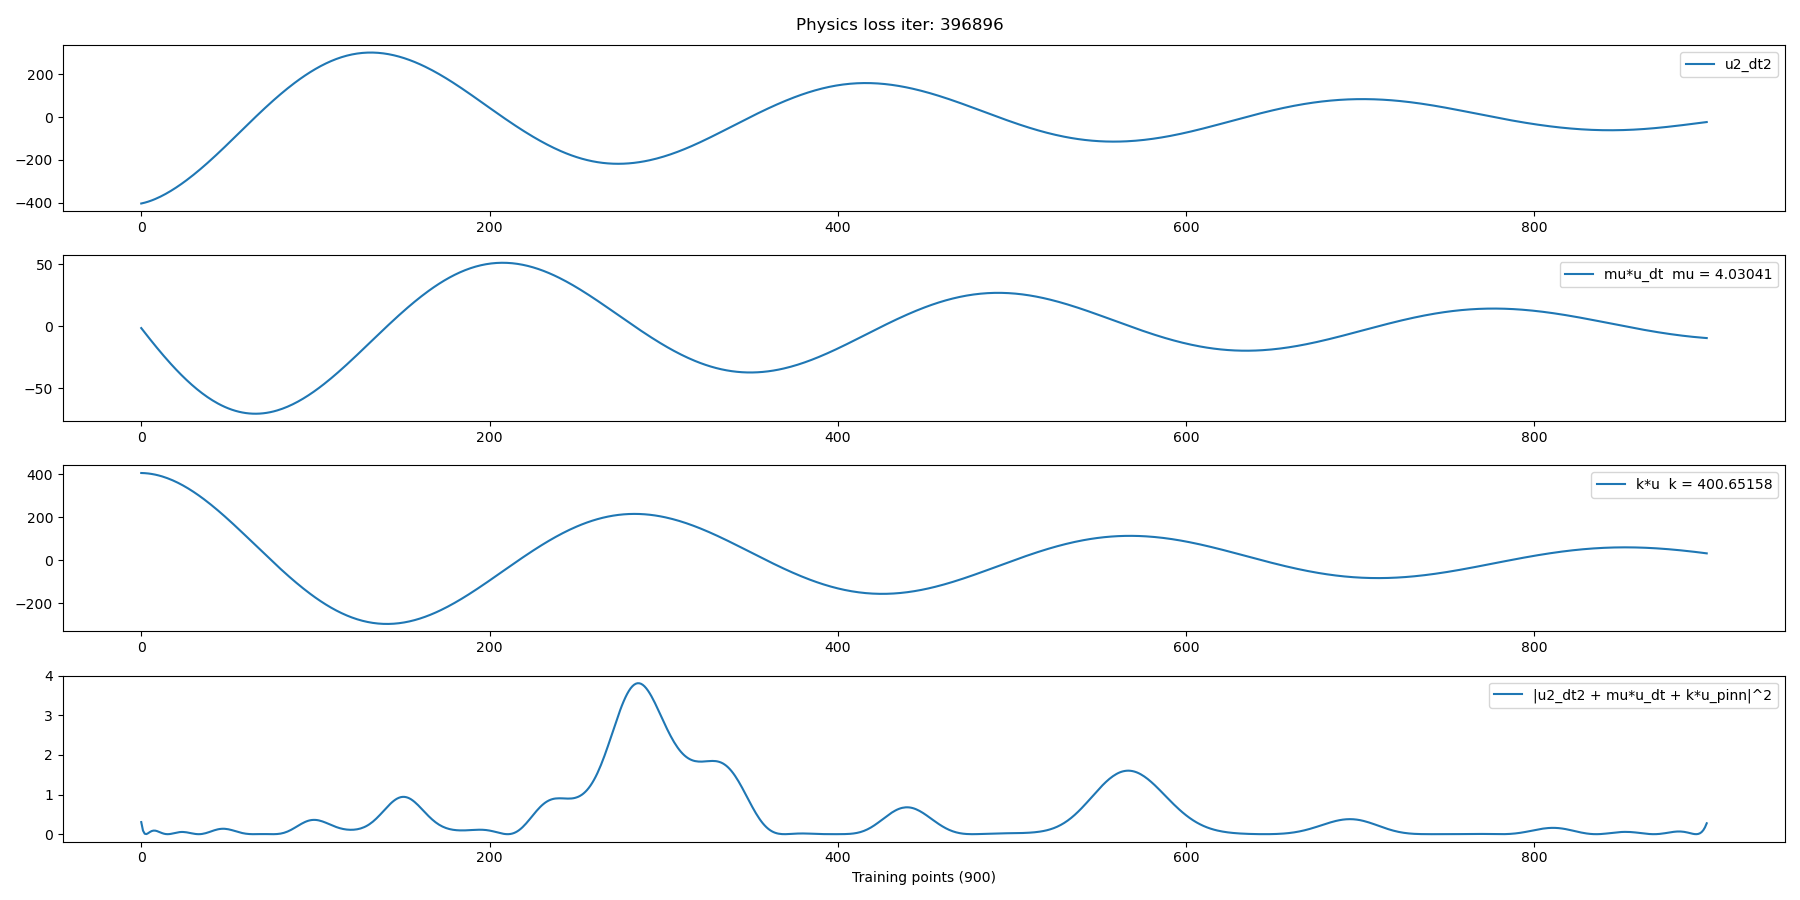 Physics loss iter: 396896
u2_dt2
200
0
−200
−400
0 200 400 600 800
mu*u_dt mu = 4.03041
50
0
−50
0 200 400 600 800
k*u k = 400.65158
400
200
0
−200
0 200 400 600 800
|u2_dt2 + mu*u_dt + k*u_pinn|^2
4
3
2
1
0
0 200 400 600 800
Training points (900)